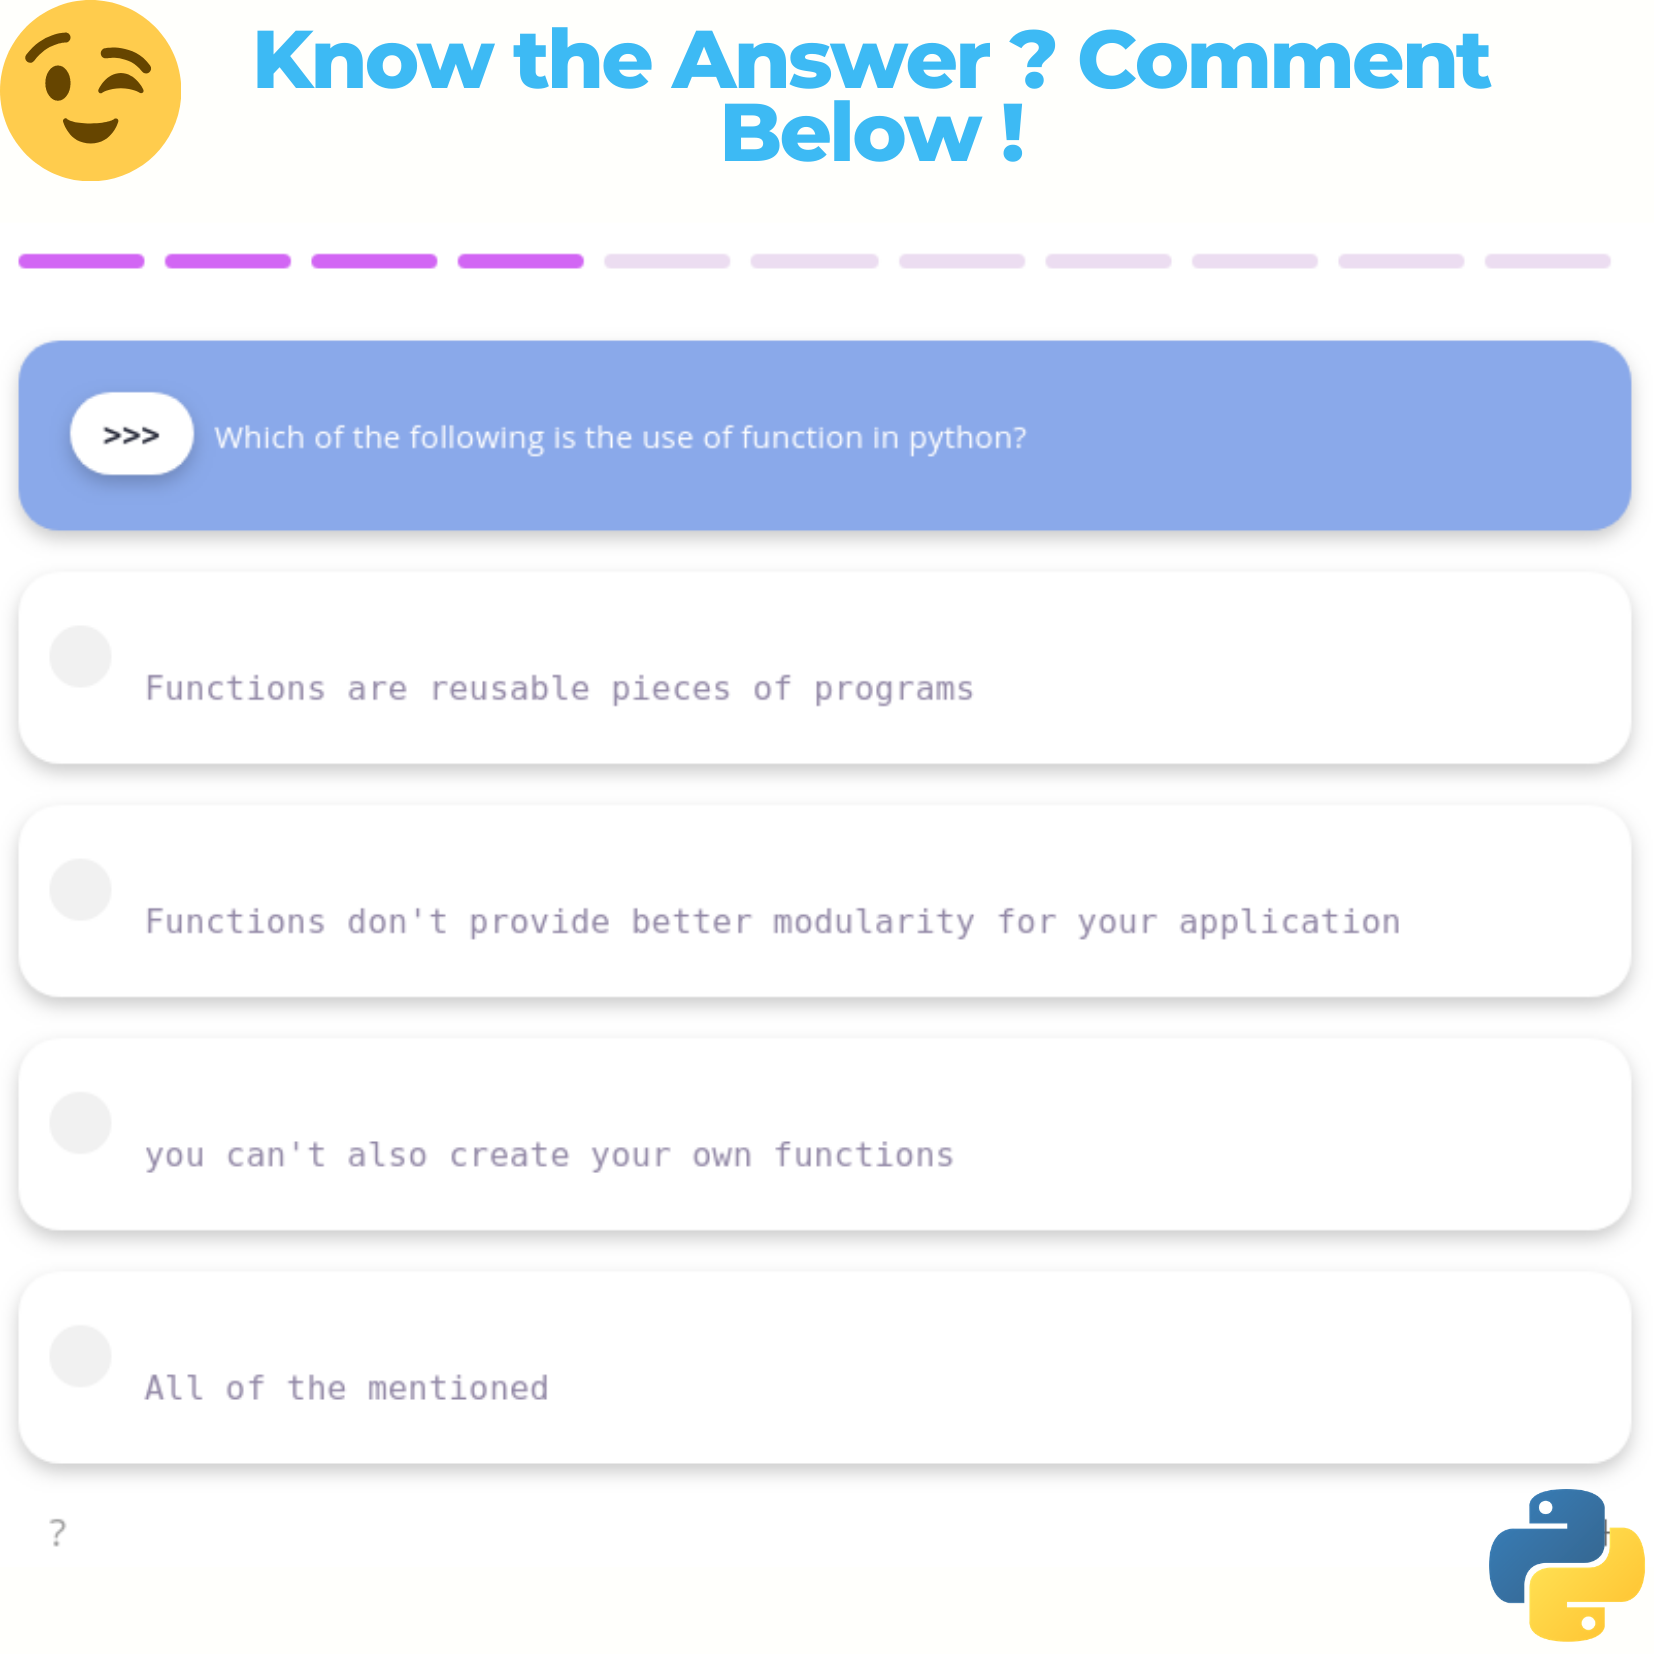 Know the Answer ? Comment
Below !
>>> Which of the following is the use of function in python?
Functions are reusable pieces of programs
Functions don't provide better modularity for your application
you can't also create your own functions
All of the mentioned
?